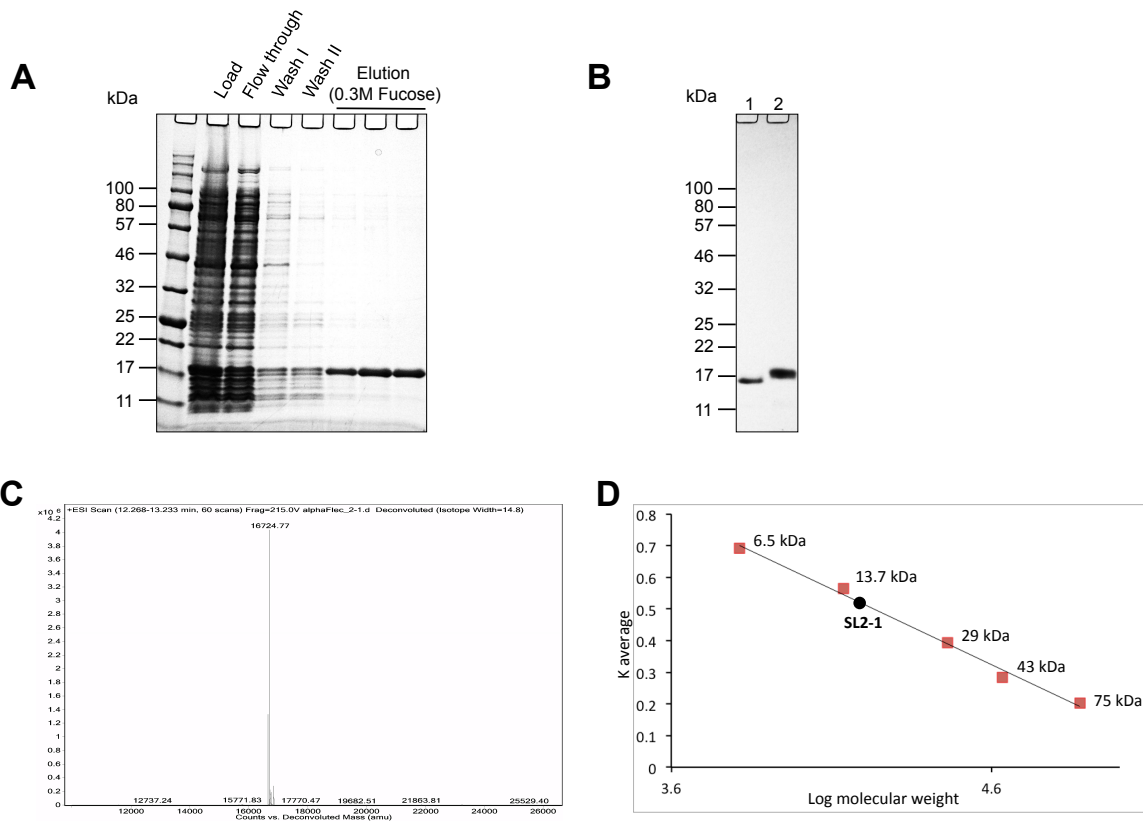 A
kDa
Load
Flow through
Wash I
Wash II
Elution
(0.3M Fucose)
100
80
57
46
32
25
22
17
11
B
kDa
1 2
100
80
57
46
32
25
22
17
11
C
x10 6
+ESI Scan (12.268-13.233 min, 60 scans) Frag=215.0V alphaFlec_2-1.d Deconvoluted (Isotope Width=14.8)
4.2
4
3.8
3.6
3.4
3.2
3
2.8
2.6
2.4
2.2
2
1.8
1.6
1.4
1.2
1
0.8
0.6
0.4
0.2
0
16724.77
12737.24 15771.83 17770.47 19682.51 21863.81 25529.40
12000 14000 16000 18000 20000 22000 24000 26000
Counts vs. Deconvoluted Mass (amu)
D
K average
0.8
0.7
0.6
0.5
0.4
0.3
0.2
0.1
0
6.5 kDa
13.7 kDa
SL2-1
29 kDa
43 kDa
75 kDa
3.6 4.6
Log molecular weight